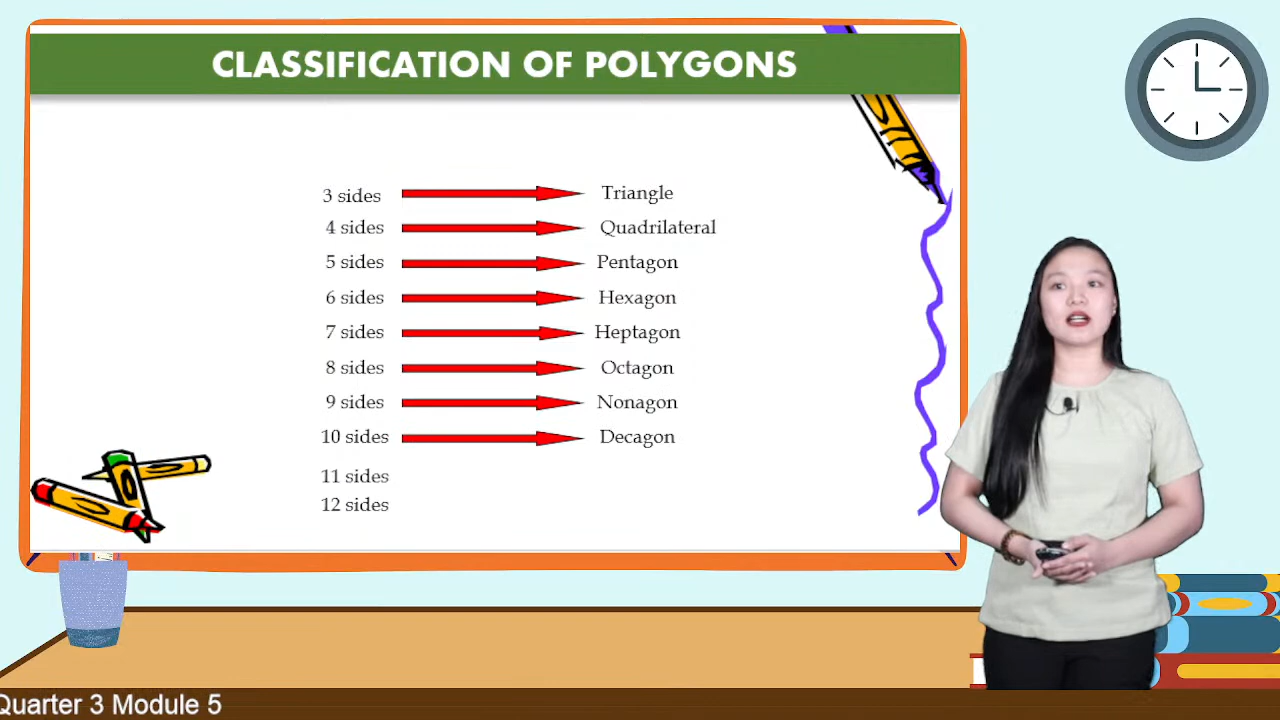 CLASSIFICATION OF POLYGONS
3 sides Triangle
4 sides Quadrilateral
5 sides Pentagon
6 sides Hexagon
7 sides Heptagon
8 sides Octagon
9 sides Nonagon
10 sides Decagon
11 sides
12 sides
Quarter 3 Module 5